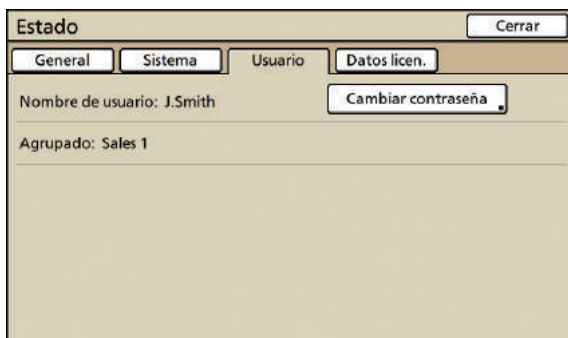 Estado Cerrar
General Sistema Usuario Datos licen.
Nombre de usuario: J.Smith Cambiar contraseña
Agrupado: Sales 1